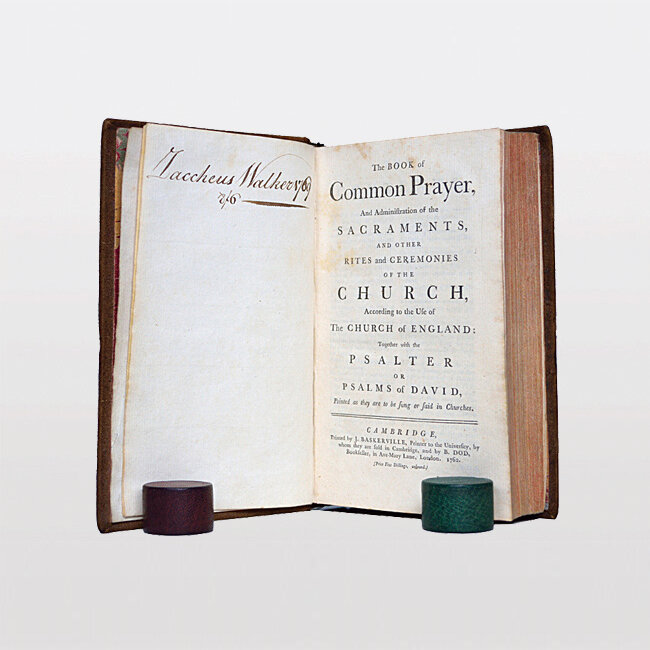 Zaccheus Walker 1769
7/6
The BOOK of
Common Prayer,
And Adminiſtration of the
SACRAMENTS,
AND OTHER
RITES and CEREMONIES
OF THE
CHURCH,
According to the Uſe of
The CHURCH of ENGLAND:
Together with the
PSALTER
OR
PSALMS of DAVID,
Pointed as they are to be ſung or ſaid in Churches.
CAMBRIDGE,
Printed by J. BASKERVILLE, Printer to the Univerſity, by
whom they are ſold in Cambridge, and by B. DOD,
Bookſeller, in Ave-Mary Lane, London. 1762.
(Price Five Shillings, unbound.)